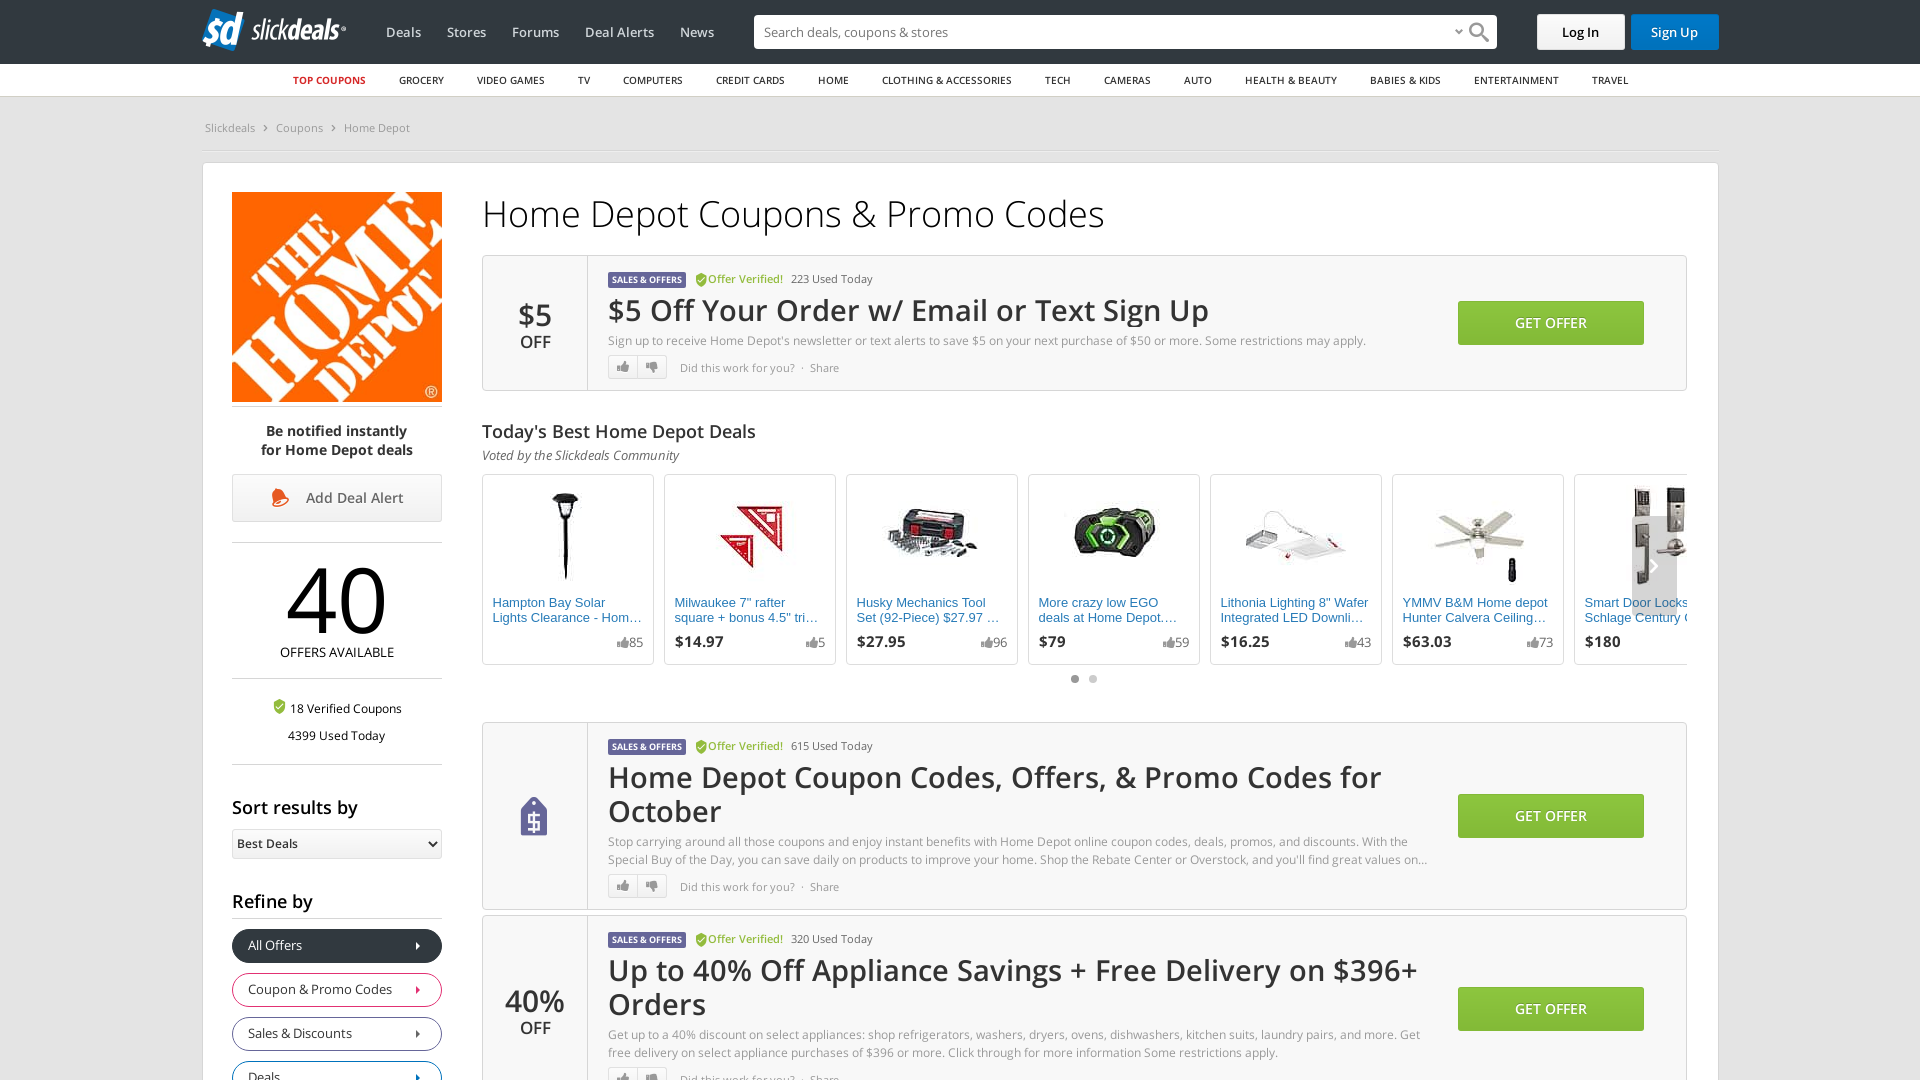 sd slickdeals
Deals
Stores
Forums
Deal Alerts
News
Search deals, coupons & stores
Log In
Sign Up
TOP COUPONS
GROCERY
VIDEO GAMES
TV
COMPUTERS
CREDIT CARDS
HOME
CLOTHING & ACCESSORIES
TECH
CAMERAS
AUTO
HEALTH & BEAUTY
BABIES & KIDS
ENTERTAINMENT
TRAVEL
Slickdeals > Coupons > Home Depot
THE HOME DEPOT ®
Be notified instantly
for Home Depot deals
Add Deal Alert
40
OFFERS AVAILABLE
18 Verified Coupons
4399 Used Today
Sort results by
Best Deals
Refine by
All Offers
Coupon & Promo Codes
Sales & Discounts
Deals
Home Depot Coupons & Promo Codes
$5
OFF
SALES & OFFERS Offer Verified! 223 Used Today
$5 Off Your Order w/ Email or Text Sign Up
Sign up to receive Home Depot's newsletter or text alerts to save $5 on your next purchase of $50 or more. Some restrictions may apply.
Did this work for you? · Share
GET OFFER
Today's Best Home Depot Deals
Voted by the Slickdeals Community
Hampton Bay Solar
Lights Clearance - Hom…
85
Milwaukee 7" rafter
square + bonus 4.5" tri…
$14.97 5
Husky Mechanics Tool
Set (92-Piece) $27.97 …
$27.95 96
More crazy low EGO
deals at Home Depot.…
$79 59
Lithonia Lighting 8" Wafer
Integrated LED Downli…
$16.25 43
YMMV B&M Home depot
Hunter Calvera Ceiling…
$63.03 73
Smart Door Locks
Schlage Century
$180
SALES & OFFERS Offer Verified! 615 Used Today
Home Depot Coupon Codes, Offers, & Promo Codes for
October
Stop carrying around all those coupons and enjoy instant benefits with Home Depot online coupon codes, deals, promos, and discounts. With the
Special Buy of the Day, you can save daily on products to improve your home. Shop the Rebate Center or Overstock, and you'll find great values on…
Did this work for you? · Share
GET OFFER
40%
OFF
SALES & OFFERS Offer Verified! 320 Used Today
Up to 40% Off Appliance Savings + Free Delivery on $396+
Orders
Get up to a 40% discount on select appliances: shop refrigerators, washers, dryers, ovens, dishwashers, kitchen suits, laundry pairs, and more. Get
free delivery on select appliance purchases of $396 or more. Click through for more information Some restrictions apply.
Did this work for you? · Share
GET OFFER